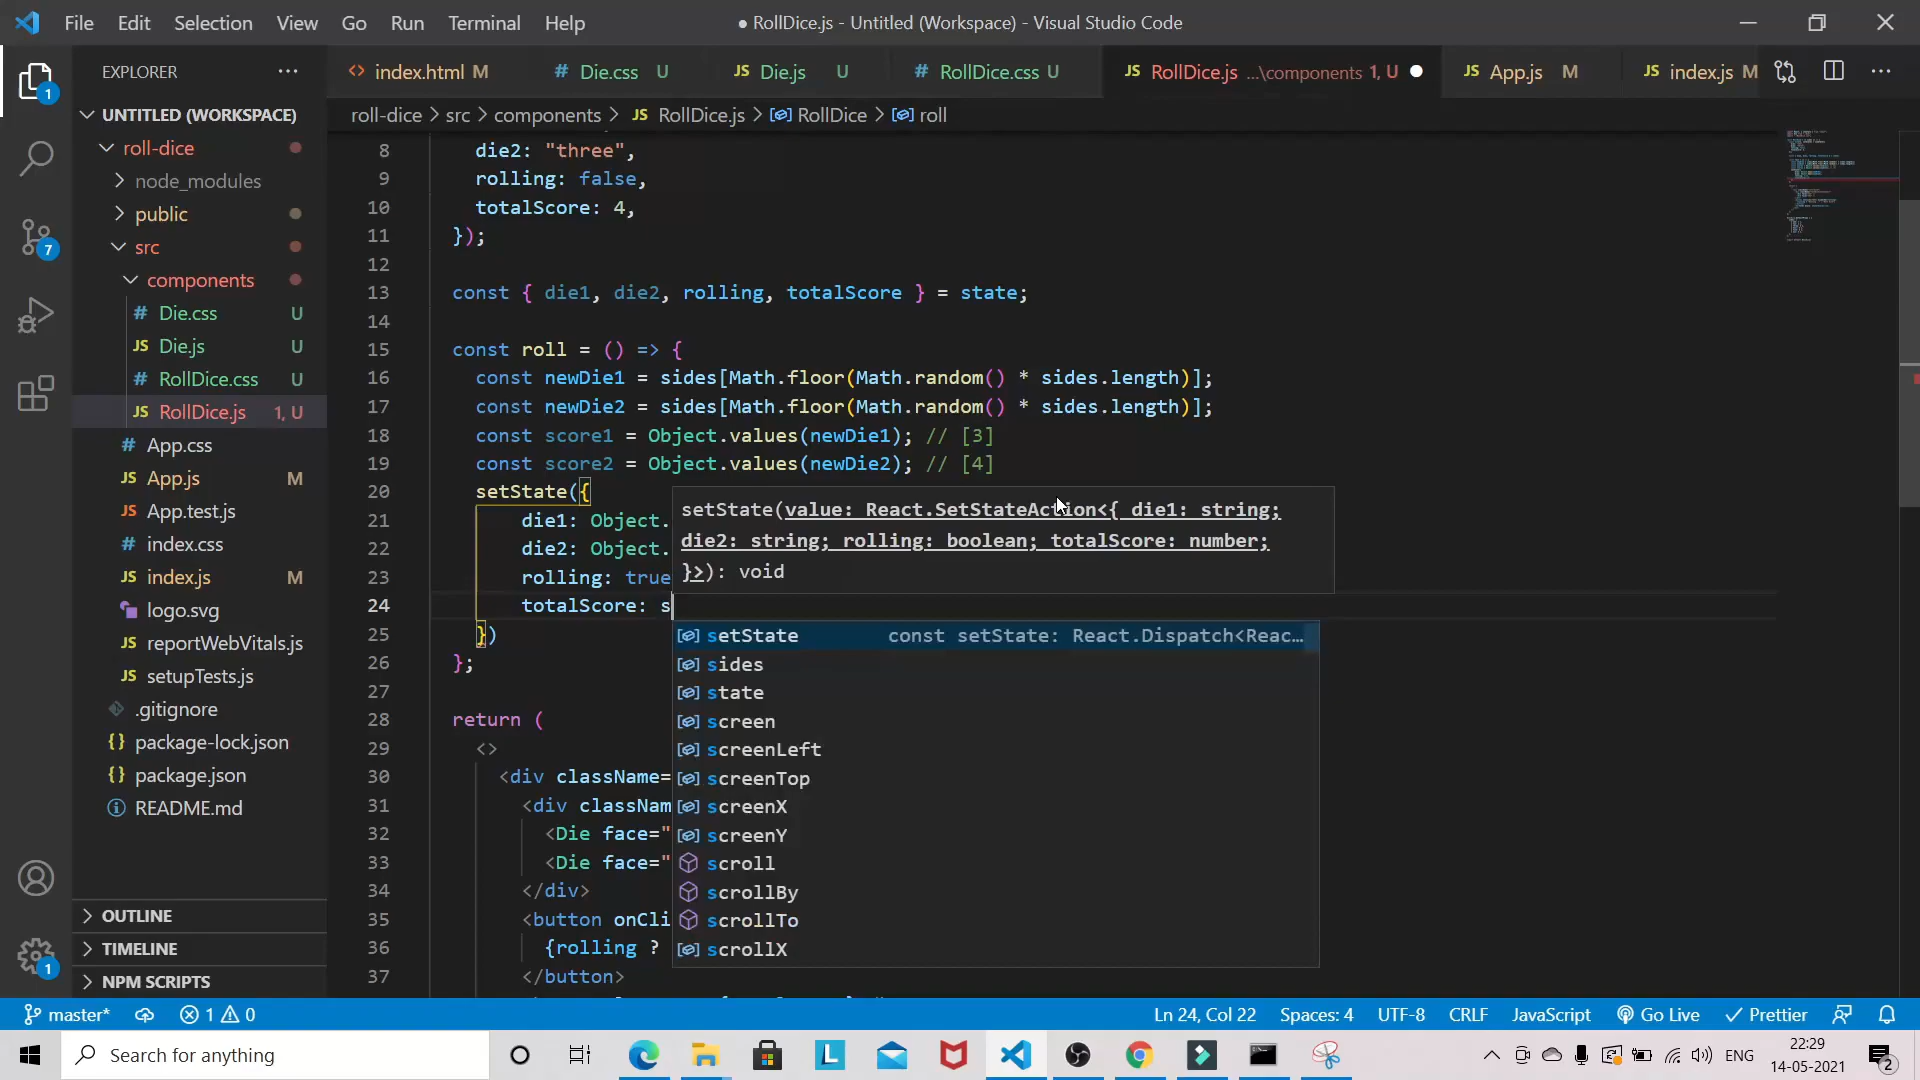 File Edit Selection View Go Run Terminal Help
● RollDice.js - Untitled (Workspace) - Visual Studio Code
EXPLORER
index.html M
Die.css U
Die.js U
RollDice.css U
RollDice.js ...\components 1, U
App.js M
index.js M
roll-dice > src > components > RollDice.js > RollDice > roll
UNTITLED (WORKSPACE)
roll-dice
node_modules
public
src
components
Die.css U
Die.js U
RollDice.css U
RollDice.js 1, U
App.css
App.js M
App.test.js
index.css
index.js M
logo.svg
reportWebVitals.js
setupTests.js
.gitignore
package-lock.json
package.json
README.md
OUTLINE
TIMELINE
NPM SCRIPTS
8 die2: "three",
9 rolling: false,
10 totalScore: 4,
11 });
12
13 const { die1, die2, rolling, totalScore } = state;
14
15 const roll = () => {
16 const newDie1 = sides[Math.floor(Math.random() * sides.length)];
17 const newDie2 = sides[Math.floor(Math.random() * sides.length)];
18 const score1 = Object.values(newDie1); // [3]
19 const score2 = Object.values(newDie2); // [4]
20 setState({
21 die1: Object.
22 die2: Object.
23 rolling: true
24 totalScore: s
25 })
26 };
27
28 return (
29 <>
30 <div className=
31 <div classNam
32 <Die face="
33 <Die face="
34 </div>
35 <button onCli
36 {rolling ?
37 </button>
setState(value: React.SetStateAction<{ die1: string;
die2: string; rolling: boolean; totalScore: number;
}>): void
setState const setState: React.Dispatch<Reac...
sides
state
screen
screenLeft
screenTop
screenX
screenY
scroll
scrollBy
scrollTo
scrollX
master* 1 0
Ln 24, Col 22 Spaces: 4 UTF-8 CRLF JavaScript Go Live Prettier
Search for anything
ENG
22:29
14-05-2021